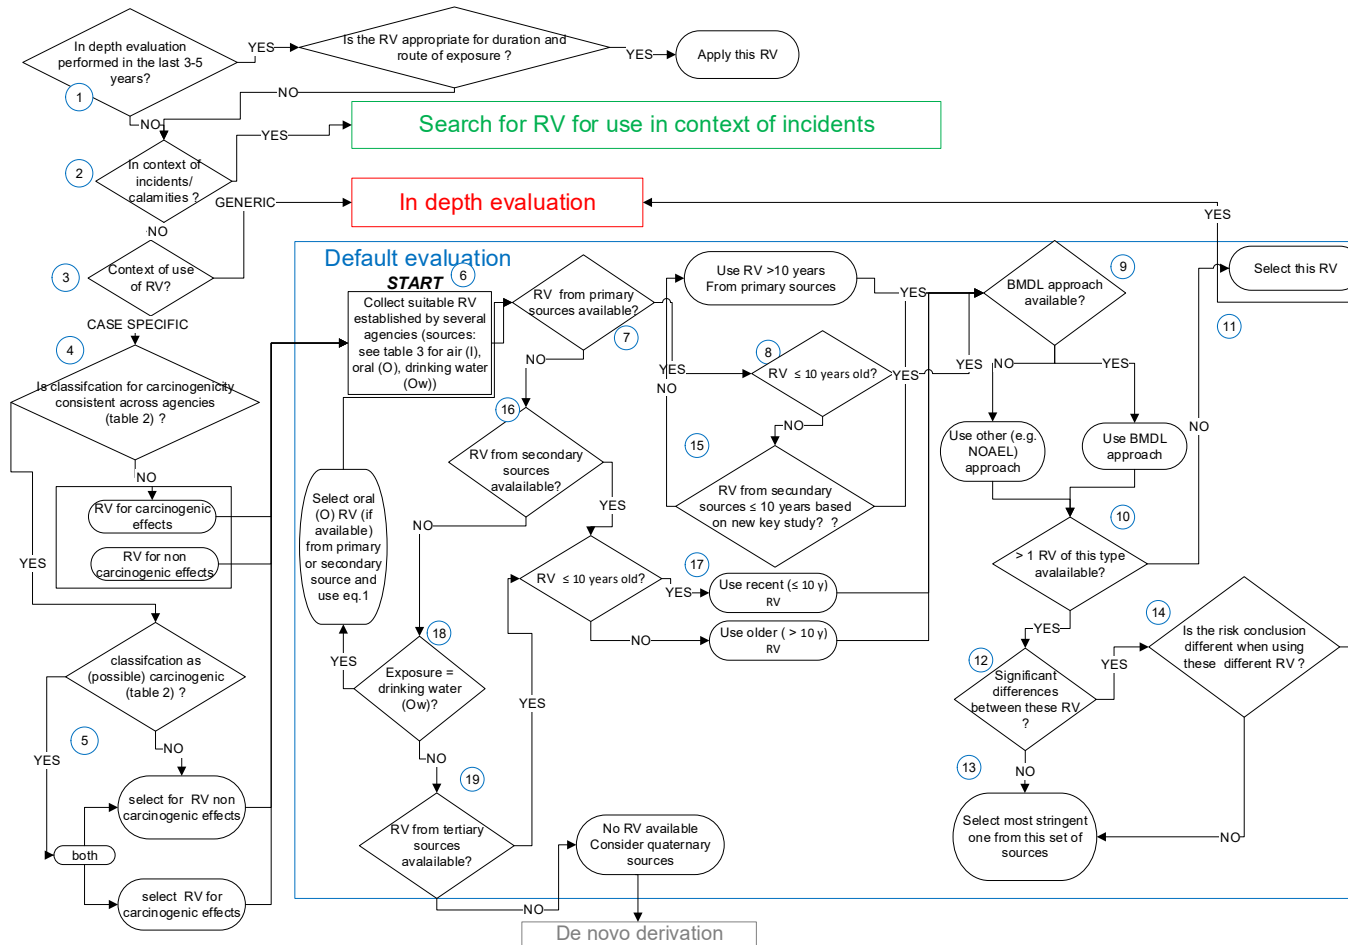 In depth evaluation
performed in the last 3-5
years?
1
YES
Is the RV appropriate for duration and
route of exposure ?
YES
Apply this RV
NO
NO
2
In context of
incidents/
calamities ?
YES
Search for RV for use in context of incidents
In depth evaluation
GENERIC
NO
3
Context of use
of RV?
CASE SPECIFIC
4
Is classifcation for carcinogenicity
consistent across agencies
(table 2) ?
NO
RV for carcinogenic
effects
RV for non
carcinogenic effects
YES
classifcation as
(possible) carcinogenic
(table 2) ?
5
YES
NO
select for RV non
carcinogenic effects
both
select RV for
carcinogenic effects
Default evaluation
START
6
Collect suitable RV
established by several
agencies (sources:
see table 3 for air (I),
oral (O), drinking water
(Ow))
RV from primary
sources available?
7
NO
YES
Use RV >10 years
From primary sources
YES
8
RV ≤ 10 years old?
YES
YES
NO
NO
15
RV from secundary
sources ≤ 10 years based
on new key study? ?
16
RV from secondary
sources
avalailable?
YES
NO
Select oral
(O) RV (if
available)
from primary
or secondary
source and
use eq.1
17
RV ≤ 10 years old?
YES
Use recent (≤ 10 y)
RV
NO
Use older ( > 10 y)
RV
18
Exposure =
drinking water
(Ow)?
YES
YES
NO
19
RV from tertiary
sources
avalailable?
NO
No RV available
Consider quaternary
sources
De novo derivation
9
BMDL approach
available?
NO
YES
Use other (e.g.
NOAEL)
approach
Use BMDL
approach
10
> 1 RV of this type
avalailable?
NO
11
Select this RV
YES
YES
12
Significant
differences
between these RV
?
YES
14
Is the risk conclusion
different when using
these different RV ?
NO
13
Select most stringent
one from this set of
sources
NO